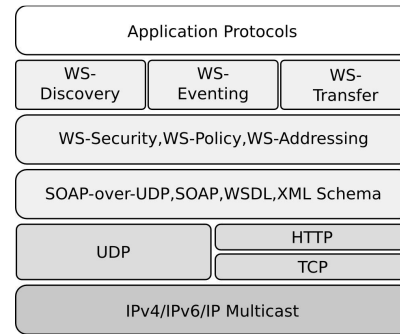 Application Protocols
WS-
Discovery
WS-
Eventing
WS-
Transfer
WS-Security,WS-Policy,WS-Addressing
SOAP-over-UDP,SOAP,WSDL,XML Schema
UDP
HTTP
TCP
IPv4/IPv6/IP Multicast